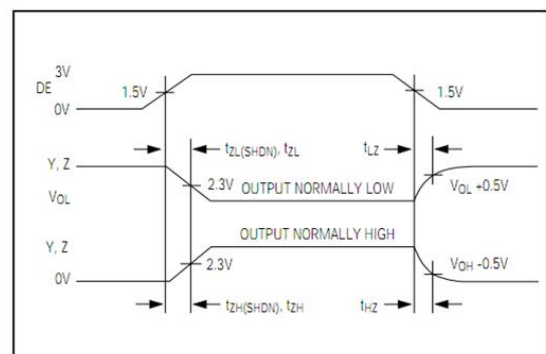 3V
DE
1.5V
1.5V
0V
tZL(SHDN), tZL
tLZ
Y, Z
2.3V
OUTPUT NORMALLY LOW
VOL +0.5V
VOL
OUTPUT NORMALLY HIGH
Y, Z
2.3V
VOH -0.5V
0V
tZH(SHDN), tZH
tHZ